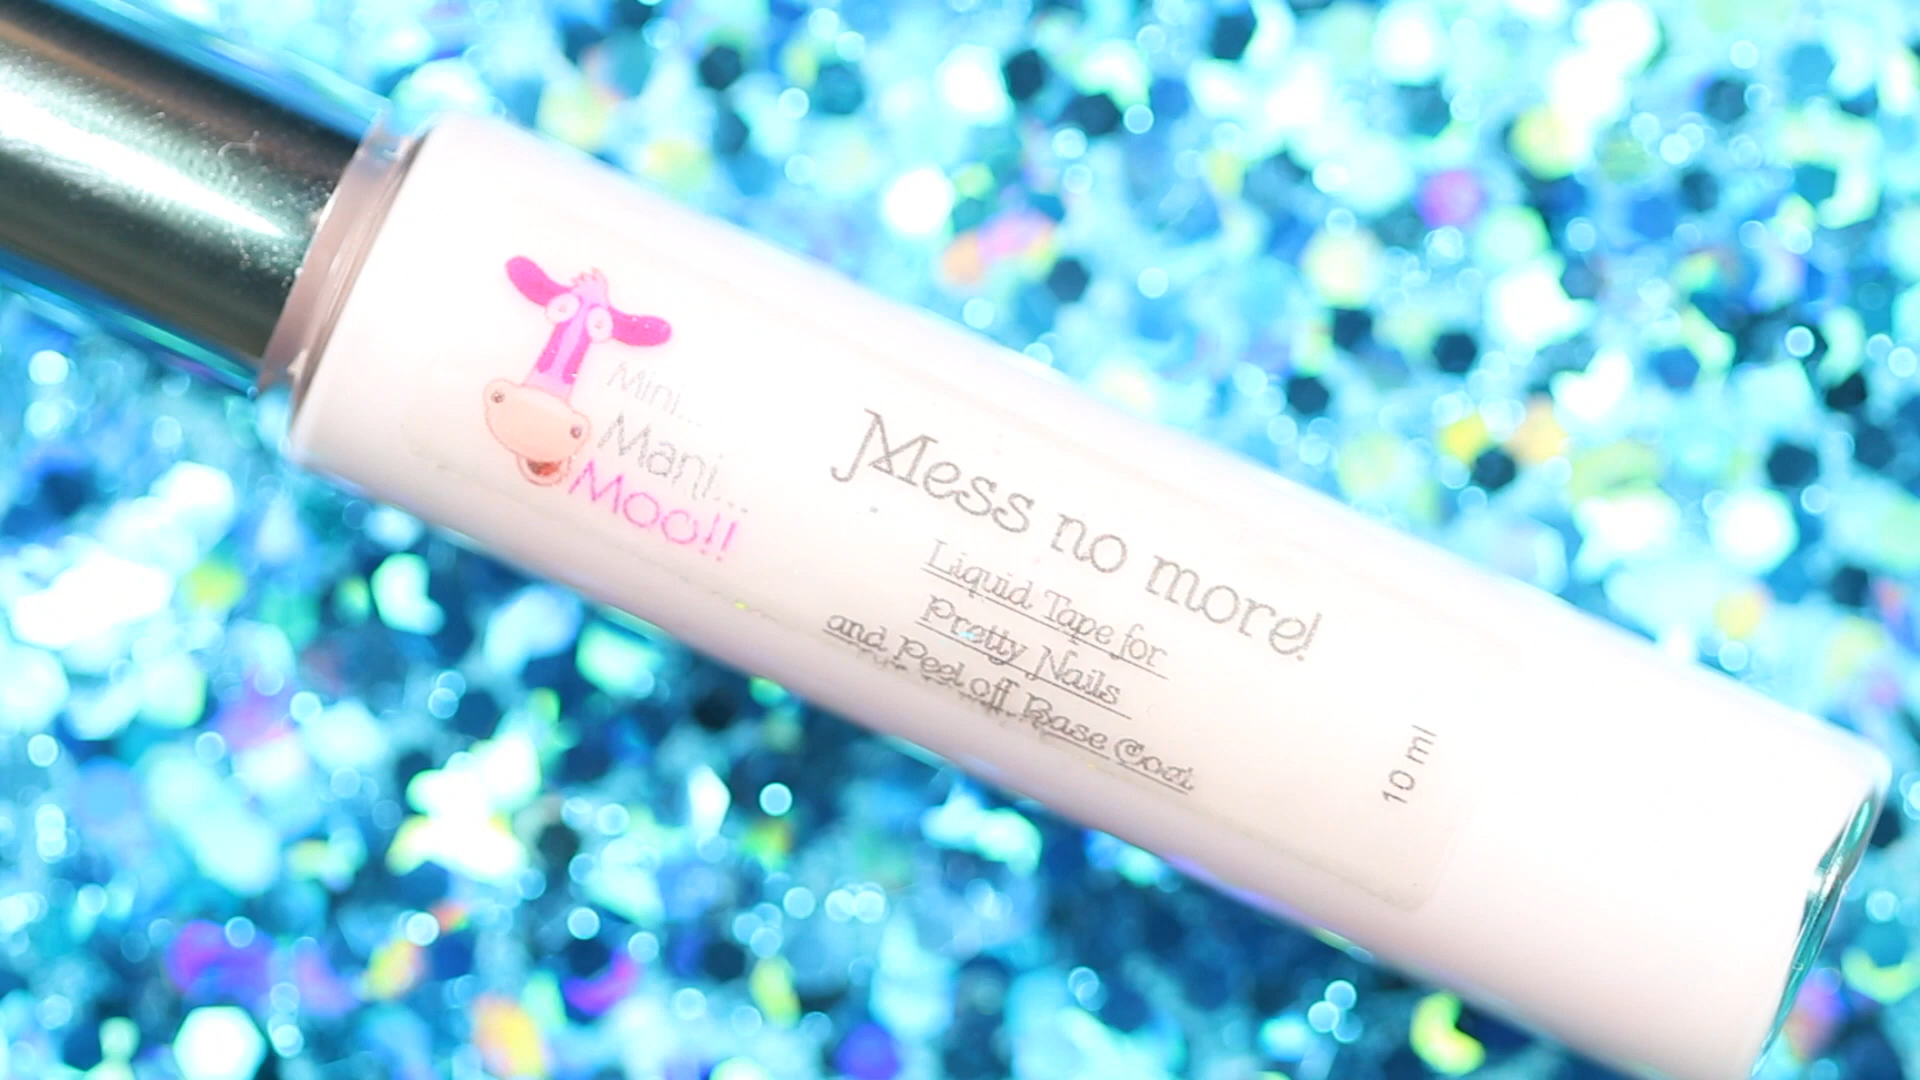 Mini...
Mani...
Moo!!
Mess no more!
Liquid Tape for
Pretty Nails
and Peel off Base Coat
10 ml